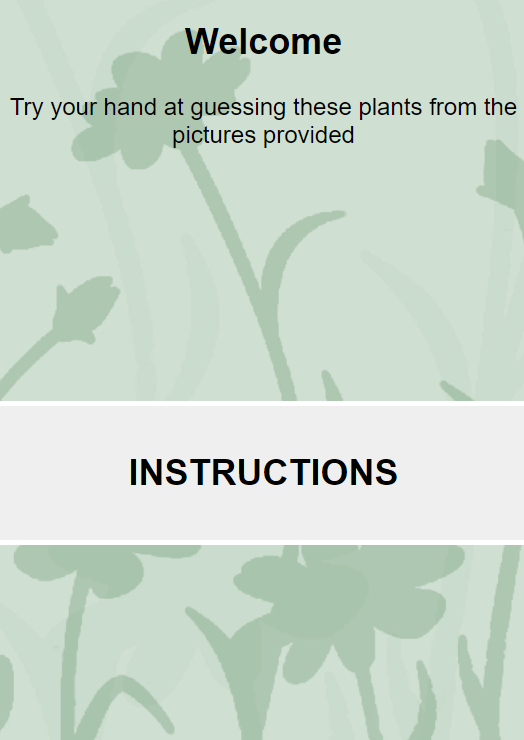 Welcome
Try your hand at guessing these plants from the
pictures provided
INSTRUCTIONS